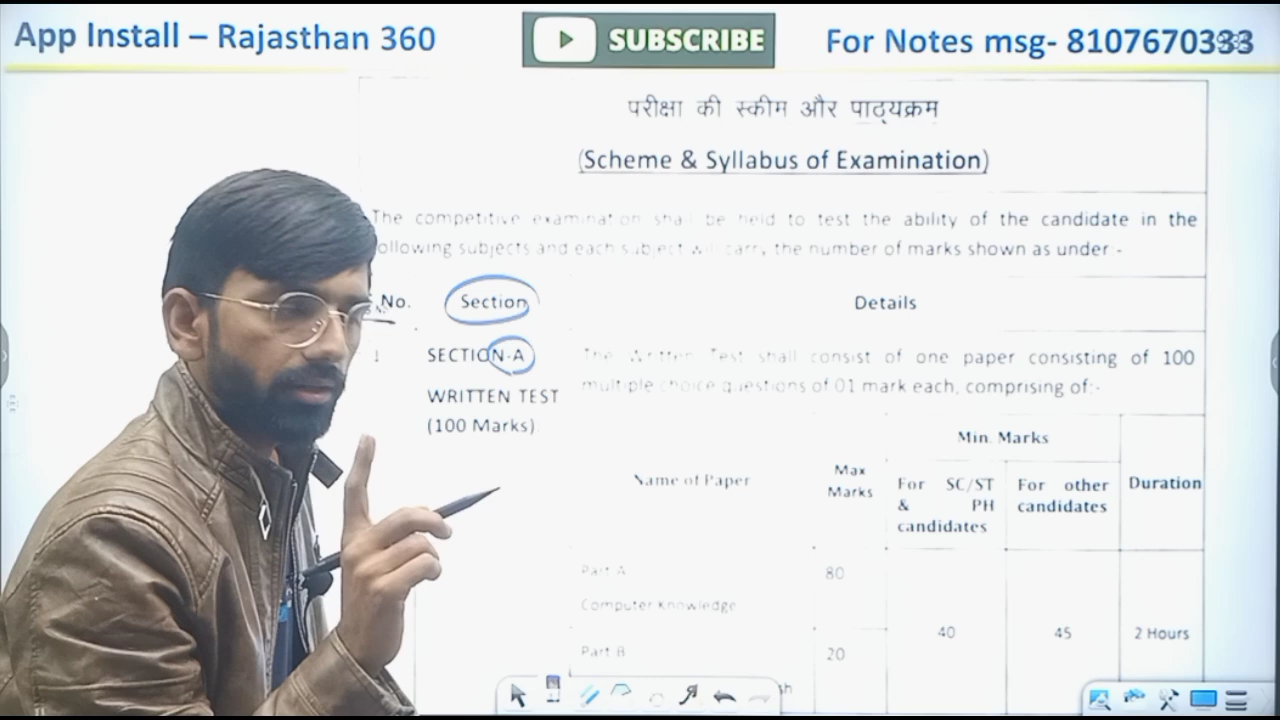 App Install – Rajasthan 360
SUBSCRIBE
For Notes msg- 8107670333
परीक्षा की स्कीम और पाठ्यक्रम
(Scheme & Syllabus of Examination)
The competitive examination shall be held to test the ability of the candidate in the
ollowing subjects and each subject will carry the number of marks shown as under:-
No.
Section
Details
1
SECTION-A
WRITTEN TEST
(100 Marks)
The Written Test shall consist of one paper consisting of 100
multiple choice questions of 01 mark each, comprising of:-
Name of Paper
Max
Marks
Min. Marks
For SC/ST
& PH
candidates
For other
candidates
Duration
Part A
Computer Knowledge
80
Part B
20
40
45
2 Hours